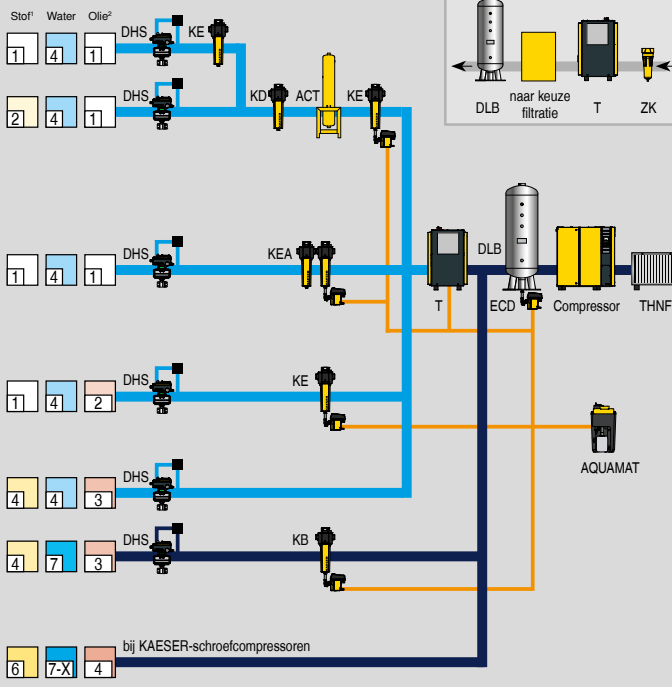 Stof¹ Water Olie²
1 4 1 DHS KE
2 4 1 DHS KD ACT KE
DLB naar keuze filtratie T ZK
1 4 1 DHS KEA
T DLB ECD Compressor THNF
1 4 2 DHS KE
AQUAMAT
4 4 3 DHS
4 7 3 DHS KB
6 7-X 4 bij KAESER-schroefcompressoren